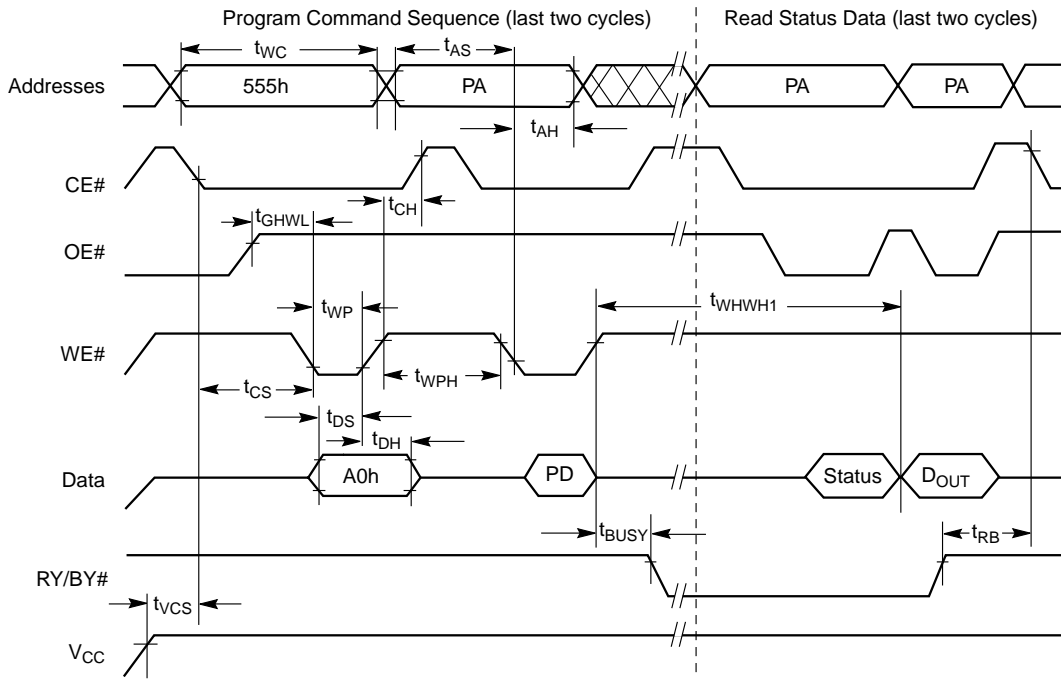 Program Command Sequence (last two cycles)
Read Status Data (last two cycles)
tWC
tAS
Addresses
555h
PA
PA
PA
tAH
CE#
tCH
tGHWL
OE#
tWP
tWHWH1
WE#
tWPH
tCS
tDS
tDH
Data
A0h
PD
Status
DOUT
tBUSY
tRB
RY/BY#
tVCS
VCC